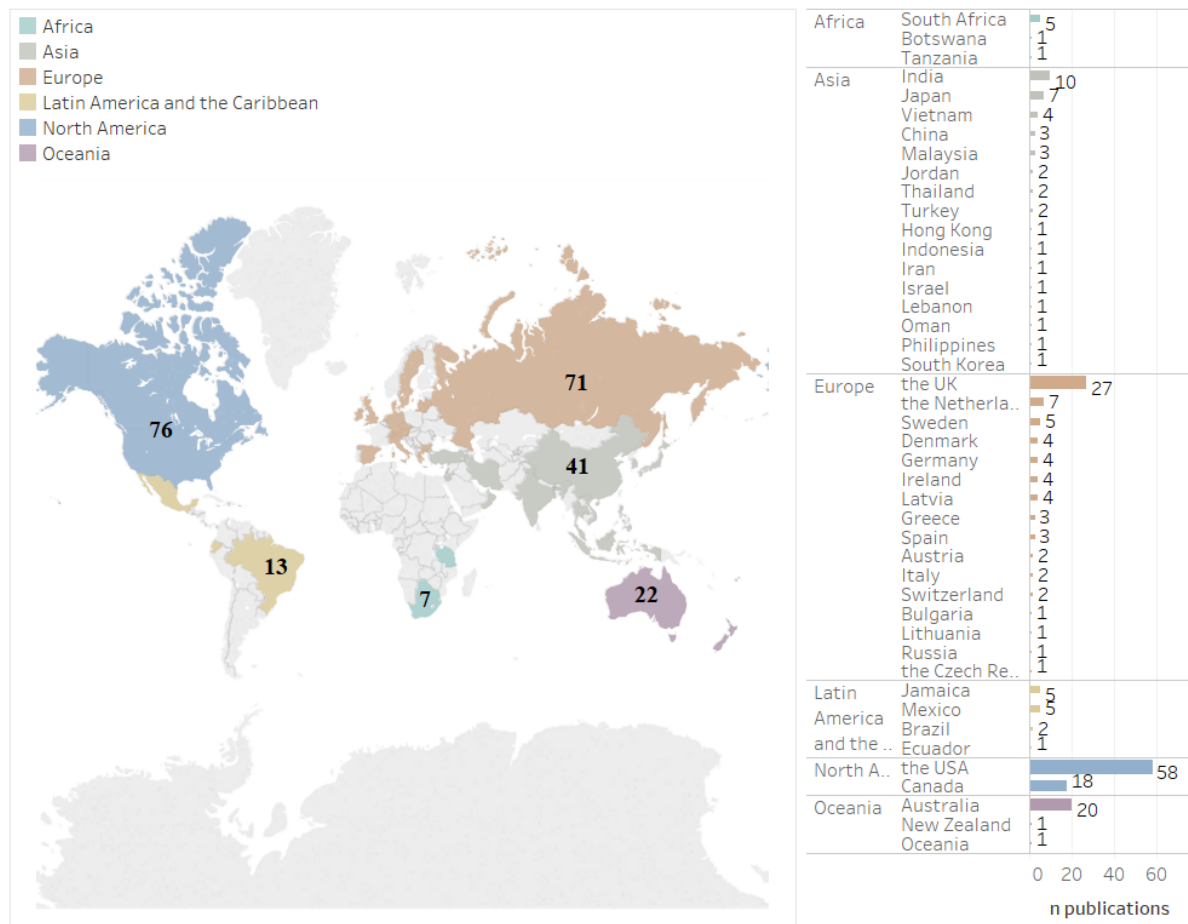 Africa
Asia
Europe
Latin America and the Caribbean
North America
Oceania
76
71
41
13
7
22
Africa South Africa 5
Botswana 1
Tanzania 1
Asia India 10
Japan 7
Vietnam 4
China 3
Malaysia 3
Jordan 2
Thailand 2
Turkey 2
Hong Kong 1
Indonesia 1
Iran 1
Israel 1
Lebanon 1
Oman 1
Philippines 1
South Korea 1
Europe the UK 27
the Netherla.. 7
Sweden 5
Denmark 4
Germany 4
Ireland 4
Latvia 4
Greece 3
Spain 3
Austria 2
Italy 2
Switzerland 2
Bulgaria 1
Lithuania 1
Russia 1
the Czech Re.. 1
Latin Jamaica 5
America Mexico 5
and the .. Brazil 2
Ecuador 1
North A.. the USA 58
Canada 18
Oceania Australia 20
New Zealand 1
Oceania 1
0 20 40 60
n publications